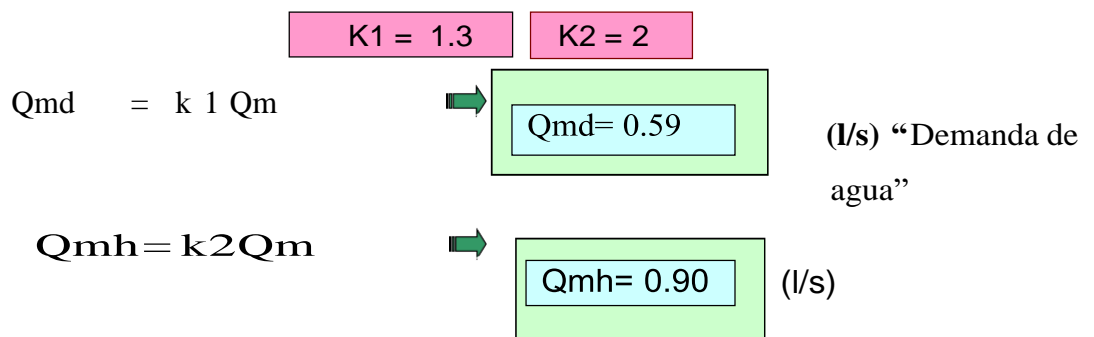 K1 = 1.3 K2 = 2
Qmd = k 1 Qm
Qmd= 0.59
(l/s) “Demanda de
agua”
Qmh=k2Qm
Qmh= 0.90 (l/s)